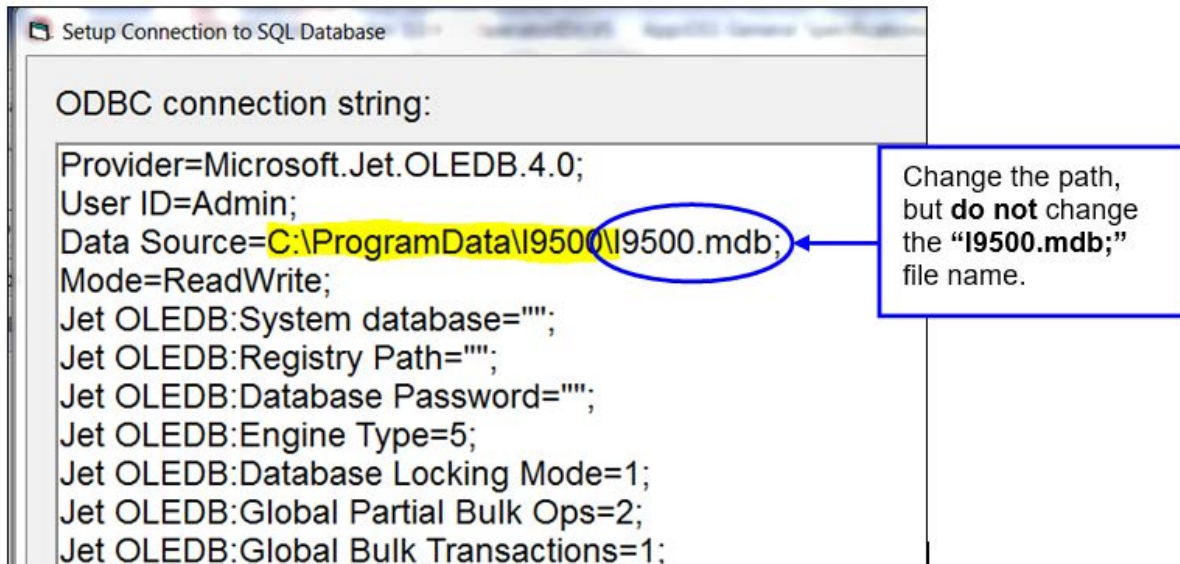 Setup Connection to SQL Database
ODBC connection string:
Provider=Microsoft.Jet.OLEDB.4.0;
User ID=Admin;
Data Source=C:\ProgramData\I9500\I9500.mdb;
Mode=ReadWrite;
Jet OLEDB:System database="";
Jet OLEDB:Registry Path="";
Jet OLEDB:Database Password="";
Jet OLEDB:Engine Type=5;
Jet OLEDB:Database Locking Mode=1;
Jet OLEDB:Global Partial Bulk Ops=2;
Jet OLEDB:Global Bulk Transactions=1;
Change the path,
but do not change
the “I9500.mdb;”
file name.